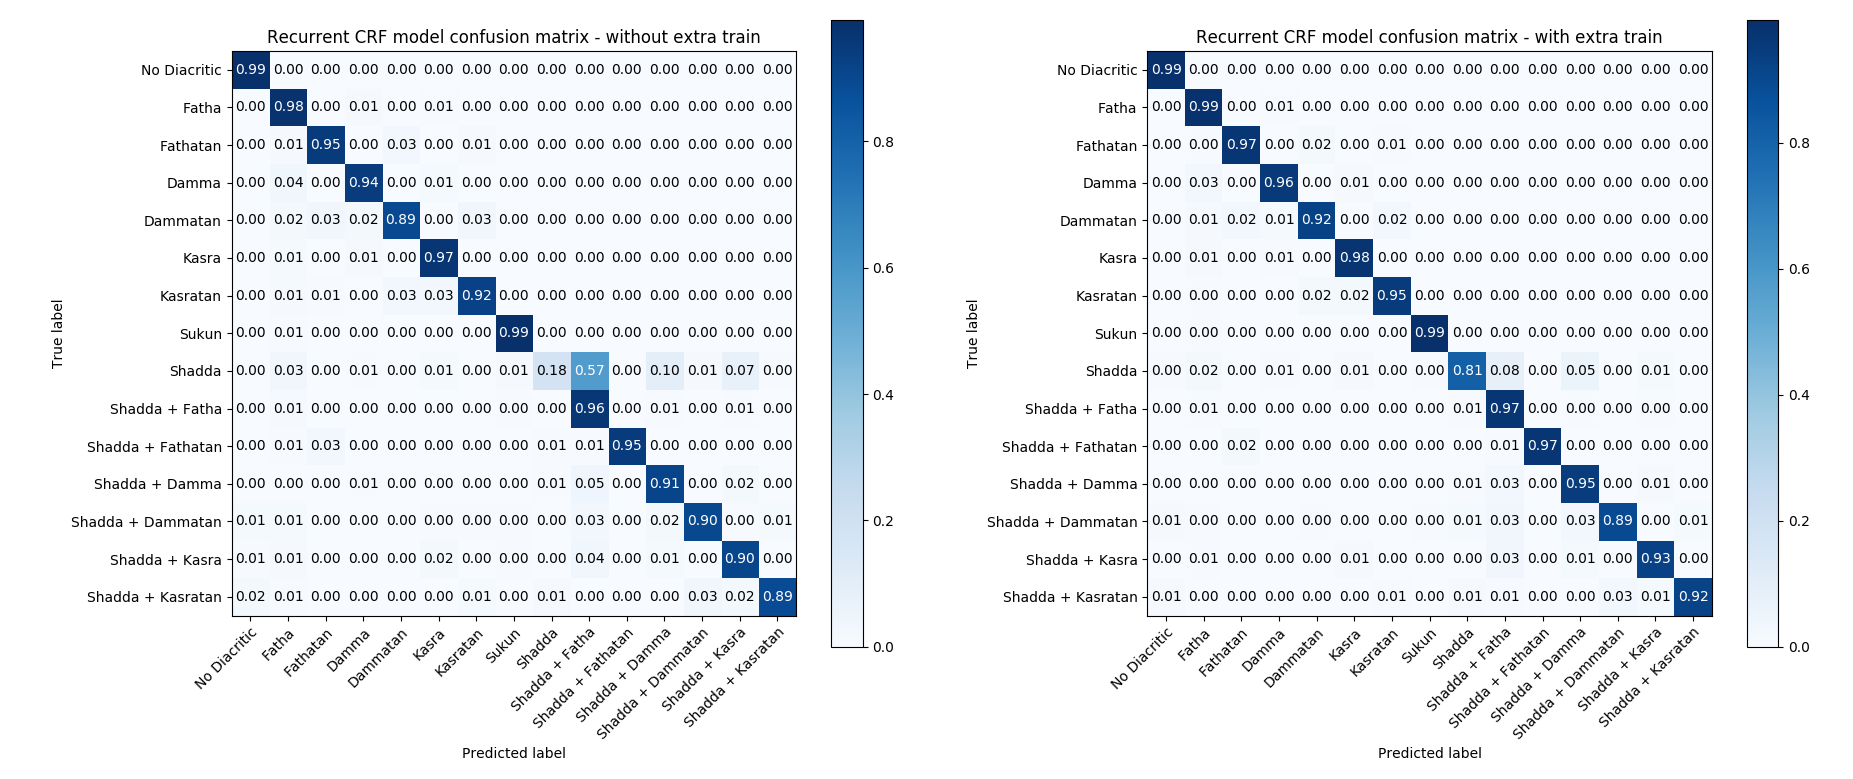 Recurrent CRF model confusion matrix - without extra train
True label
No Diacritic 0.99 0.00 0.00 0.00 0.00 0.00 0.00 0.00 0.00 0.00 0.00 0.00 0.00 0.00 0.00
Fatha 0.00 0.98 0.00 0.01 0.00 0.01 0.00 0.00 0.00 0.00 0.00 0.00 0.00 0.00 0.00
Fathatan 0.00 0.01 0.95 0.00 0.03 0.00 0.01 0.00 0.00 0.00 0.00 0.00 0.00 0.00 0.00
Damma 0.00 0.04 0.00 0.94 0.00 0.01 0.00 0.00 0.00 0.00 0.00 0.00 0.00 0.00 0.00
Dammatan 0.00 0.02 0.03 0.02 0.89 0.00 0.03 0.00 0.00 0.00 0.00 0.00 0.00 0.00 0.00
Kasra 0.00 0.01 0.00 0.01 0.00 0.97 0.00 0.00 0.00 0.00 0.00 0.00 0.00 0.00 0.00
Kasratan 0.00 0.01 0.01 0.00 0.03 0.03 0.92 0.00 0.00 0.00 0.00 0.00 0.00 0.00 0.00
Sukun 0.00 0.01 0.00 0.00 0.00 0.00 0.00 0.99 0.00 0.00 0.00 0.00 0.00 0.00 0.00
Shadda 0.00 0.03 0.00 0.01 0.00 0.01 0.00 0.01 0.18 0.57 0.00 0.10 0.01 0.07 0.00
Shadda + Fatha 0.00 0.01 0.00 0.00 0.00 0.00 0.00 0.00 0.00 0.96 0.00 0.01 0.00 0.01 0.00
Shadda + Fathatan 0.00 0.01 0.03 0.00 0.00 0.00 0.00 0.00 0.01 0.01 0.95 0.00 0.00 0.00 0.00
Shadda + Damma 0.00 0.00 0.00 0.01 0.00 0.00 0.00 0.00 0.01 0.05 0.00 0.91 0.00 0.02 0.00
Shadda + Dammatan 0.01 0.01 0.00 0.00 0.00 0.00 0.00 0.00 0.00 0.03 0.00 0.02 0.90 0.00 0.01
Shadda + Kasra 0.01 0.01 0.00 0.00 0.00 0.02 0.00 0.00 0.00 0.04 0.00 0.01 0.00 0.90 0.00
Shadda + Kasratan 0.02 0.01 0.00 0.00 0.00 0.00 0.01 0.00 0.01 0.00 0.00 0.00 0.03 0.02 0.89
No Diacritic
Fatha
Fathatan
Damma
Dammatan
Kasra
Kasratan
Sukun
Shadda
Shadda + Fatha
Shadda + Fathatan
Shadda + Damma
Shadda + Dammatan
Shadda + Kasra
Shadda + Kasratan
Predicted label
0.8
0.6
0.4
0.2
0.0
Recurrent CRF model confusion matrix - with extra train
True label
No Diacritic 0.99 0.00 0.00 0.00 0.00 0.00 0.00 0.00 0.00 0.00 0.00 0.00 0.00 0.00 0.00
Fatha 0.00 0.99 0.00 0.01 0.00 0.00 0.00 0.00 0.00 0.00 0.00 0.00 0.00 0.00 0.00
Fathatan 0.00 0.00 0.97 0.00 0.02 0.00 0.01 0.00 0.00 0.00 0.00 0.00 0.00 0.00 0.00
Damma 0.00 0.03 0.00 0.96 0.00 0.01 0.00 0.00 0.00 0.00 0.00 0.00 0.00 0.00 0.00
Dammatan 0.00 0.01 0.02 0.01 0.92 0.00 0.02 0.00 0.00 0.00 0.00 0.00 0.00 0.00 0.00
Kasra 0.00 0.01 0.00 0.01 0.00 0.98 0.00 0.00 0.00 0.00 0.00 0.00 0.00 0.00 0.00
Kasratan 0.00 0.00 0.00 0.00 0.02 0.02 0.95 0.00 0.00 0.00 0.00 0.00 0.00 0.00 0.00
Sukun 0.00 0.00 0.00 0.00 0.00 0.00 0.00 0.99 0.00 0.00 0.00 0.00 0.00 0.00 0.00
Shadda 0.00 0.02 0.00 0.01 0.00 0.01 0.00 0.00 0.81 0.08 0.00 0.05 0.00 0.01 0.00
Shadda + Fatha 0.00 0.01 0.00 0.00 0.00 0.00 0.00 0.00 0.01 0.97 0.00 0.00 0.00 0.00 0.00
Shadda + Fathatan 0.00 0.00 0.02 0.00 0.00 0.00 0.00 0.00 0.00 0.01 0.97 0.00 0.00 0.00 0.00
Shadda + Damma 0.00 0.00 0.00 0.00 0.00 0.00 0.00 0.00 0.01 0.03 0.00 0.95 0.00 0.01 0.00
Shadda + Dammatan 0.01 0.00 0.00 0.00 0.00 0.00 0.00 0.00 0.01 0.03 0.00 0.03 0.89 0.00 0.01
Shadda + Kasra 0.00 0.01 0.00 0.00 0.00 0.01 0.00 0.00 0.00 0.03 0.00 0.01 0.00 0.93 0.00
Shadda + Kasratan 0.01 0.00 0.00 0.00 0.00 0.00 0.01 0.00 0.01 0.01 0.00 0.00 0.03 0.01 0.92
No Diacritic
Fatha
Fathatan
Damma
Dammatan
Kasra
Kasratan
Sukun
Shadda
Shadda + Fatha
Shadda + Fathatan
Shadda + Damma
Shadda + Dammatan
Shadda + Kasra
Shadda + Kasratan
Predicted label
0.8
0.6
0.4
0.2
0.0